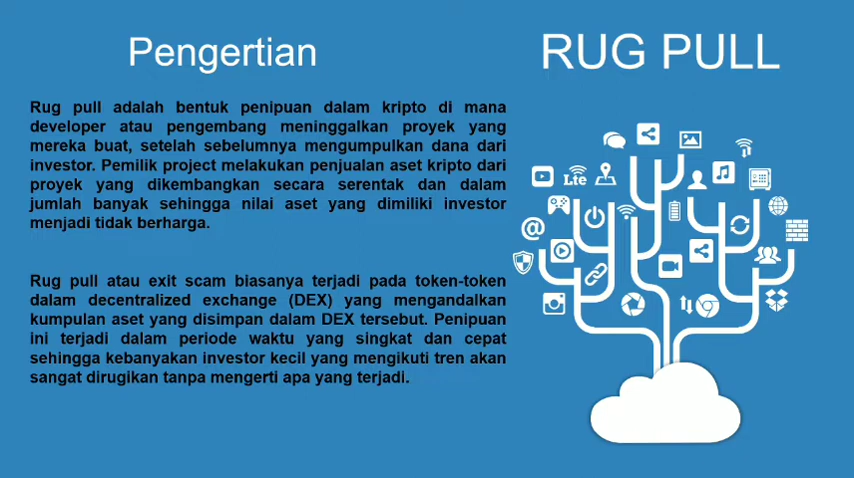 Pengertian
RUG PULL
Rug pull adalah bentuk penipuan dalam kripto di mana
developer atau pengembang meninggalkan proyek yang
mereka buat, setelah sebelumnya mengumpulkan dana dari
investor. Pemilik project melakukan penjualan aset kripto dari
proyek yang dikembangkan secara serentak dan dalam
jumlah banyak sehingga nilai aset yang dimiliki investor
menjadi tidak berharga.
Rug pull atau exit scam biasanya terjadi pada token-token
dalam decentralized exchange (DEX) yang mengandalkan
kumpulan aset yang disimpan dalam DEX tersebut. Penipuan
ini terjadi dalam periode waktu yang singkat dan cepat
sehingga kebanyakan investor kecil yang mengikuti tren akan
sangat dirugikan tanpa mengerti apa yang terjadi.
Lte
@